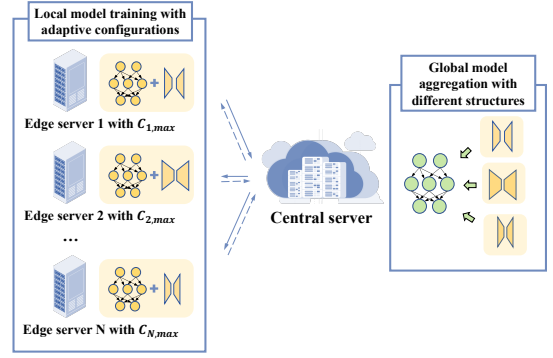 Local model training with
adaptive configurations
Edge server 1 with C1,max
Edge server 2 with C2,max
...
Edge server N with CN,max
Central server
Global model
aggregation with
different structures